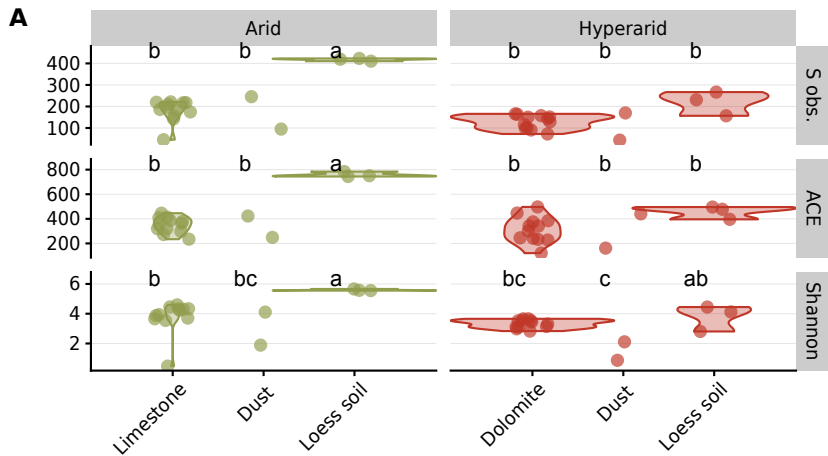 A
Arid Hyperarid
b b a b b b
400
300
200
100
S obs.
b b a b b b
800
600
400
200
ACE
b bc a bc c ab
6
4
2
Shannon
Limestone Dust Loess soil Dolomite Dust Loess soil